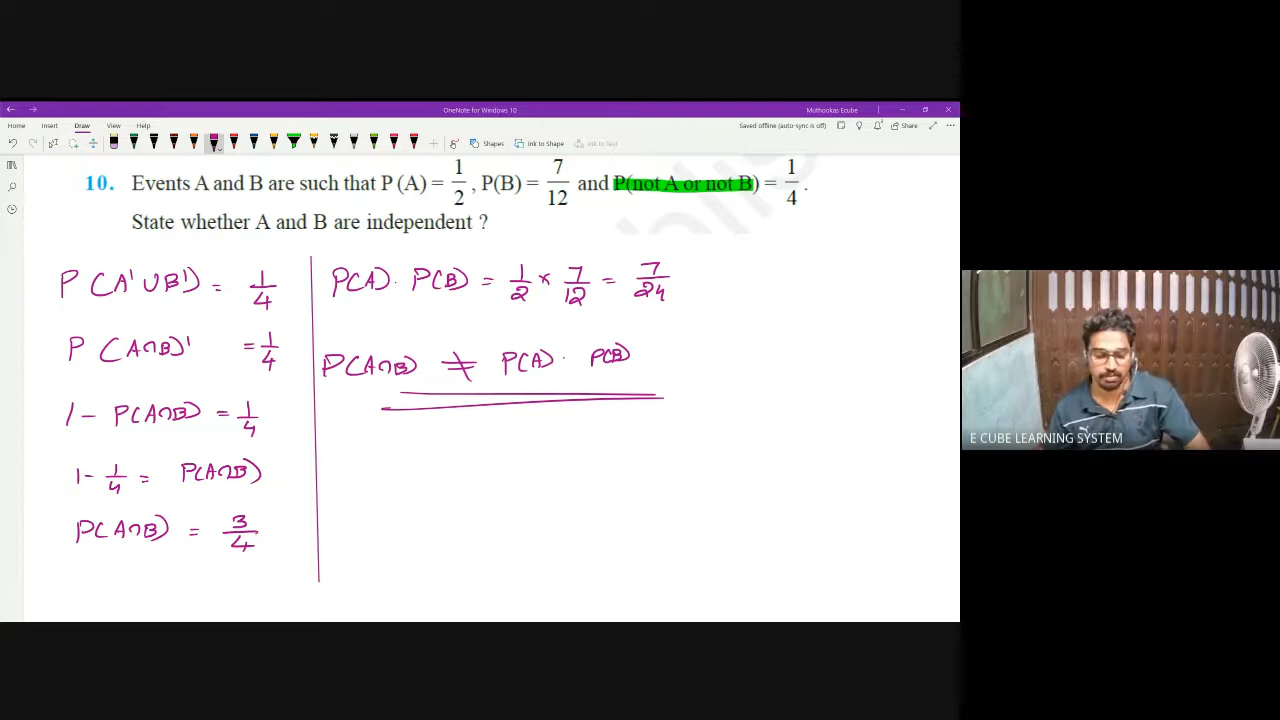 OneNote for Windows 10
Muthookas Ecube
Home Insert Draw View Help
Saved offline (auto-sync is off)
Share
Shapes
Ink to Shape
Ink to Text
10. Events A and B are such that P (A) = 1/2, P(B) = 7/12 and P(not A or not B) = 1/4.
State whether A and B are independent ?
P(A' ∪ B') = 1/4
P(A∩B)' = 1/4
1 - P(A∩B) = 1/4
1 - 1/4 = P(A∩B)
P(A∩B) = 3/4
P(A) · P(B) = 1/2 × 7/12 = 7/24
P(A∩B) ≠ P(A) · P(B)
E CUBE LEARNING SYSTEM